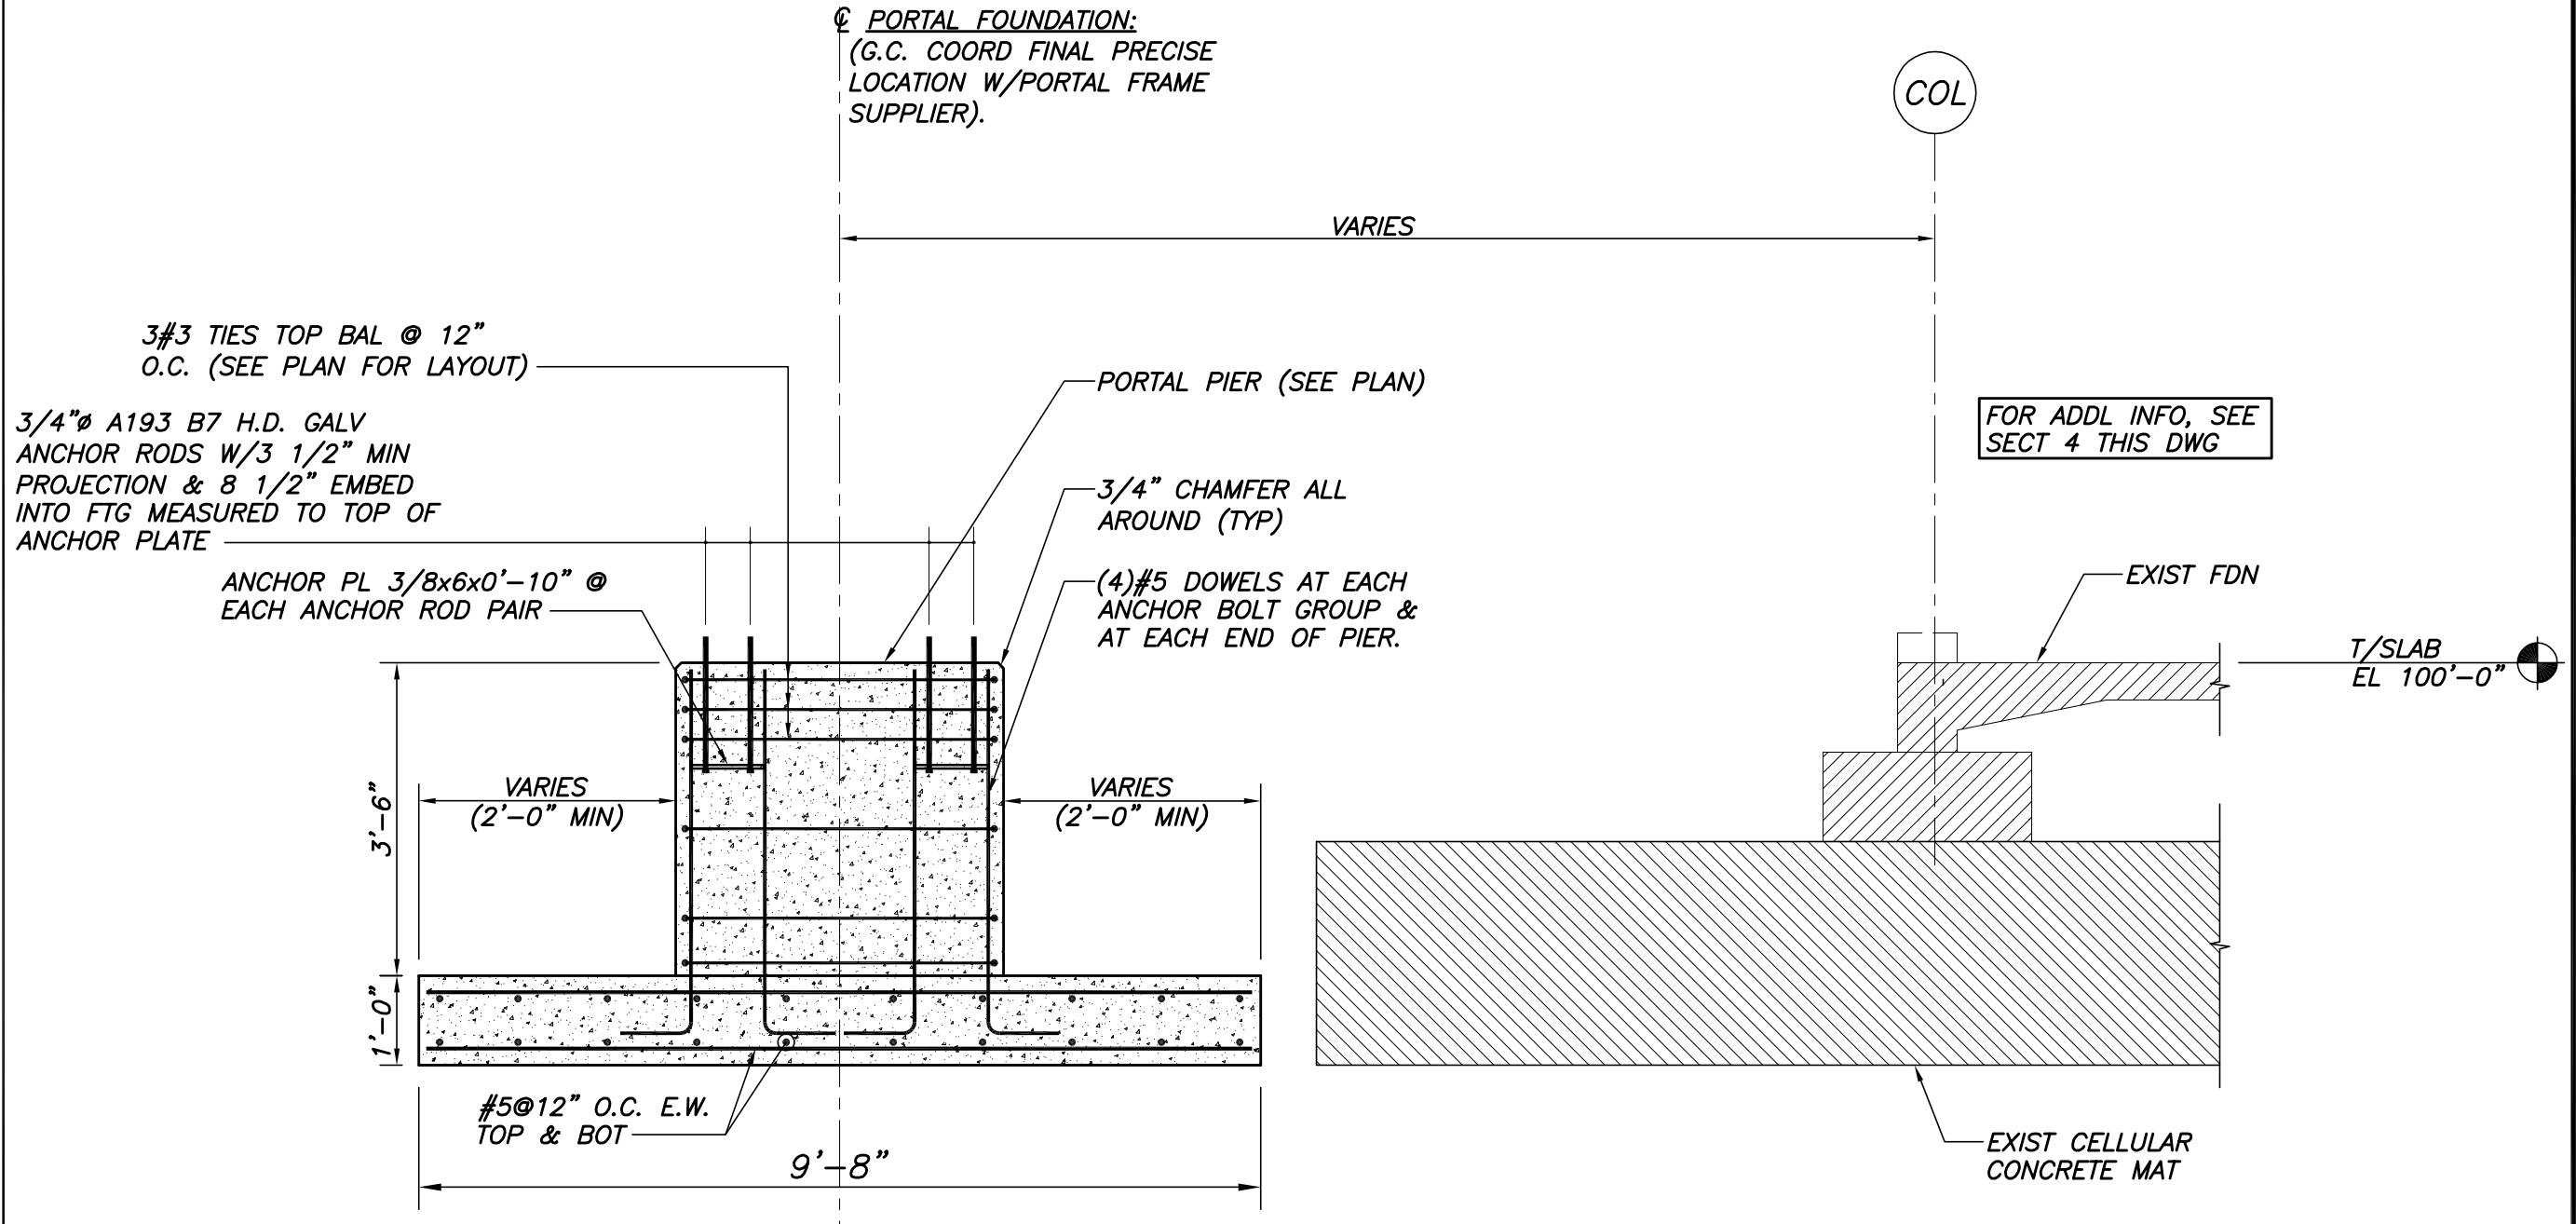 ℄ PORTAL FOUNDATION:
(G.C. COORD FINAL PRECISE
LOCATION W/PORTAL FRAME
SUPPLIER).
COL
VARIES
3#3 TIES TOP BAL @ 12"
O.C. (SEE PLAN FOR LAYOUT)
PORTAL PIER (SEE PLAN)
3/4"ø A193 B7 H.D. GALV
ANCHOR RODS W/3 1/2" MIN
PROJECTION & 8 1/2" EMBED
INTO FTG MEASURED TO TOP OF
ANCHOR PLATE
FOR ADDL INFO, SEE
SECT 4 THIS DWG
3/4" CHAMFER ALL
AROUND (TYP)
ANCHOR PL 3/8x6x0'-10" @
EACH ANCHOR ROD PAIR
(4)#5 DOWELS AT EACH
ANCHOR BOLT GROUP &
AT EACH END OF PIER.
EXIST FDN
T/SLAB
EL 100'-0"
3'-6"
VARIES
(2'-0" MIN)
VARIES
(2'-0" MIN)
1'-0"
#5@12" O.C. E.W.
TOP & BOT
9'-8"
EXIST CELLULAR
CONCRETE MAT